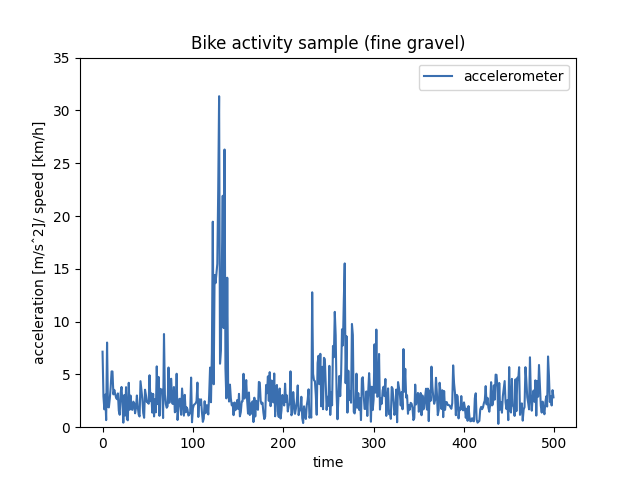 Bike activity sample (fine gravel)
accelerometer
acceleration [m/s^2]/ speed [km/h]
35
30
25
20
15
10
5
0
0 100 200 300 400 500
time